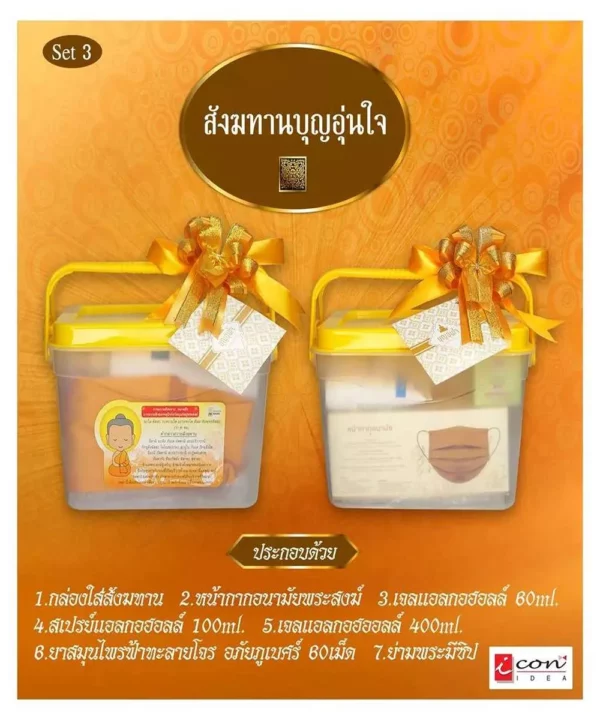 Set 3
สังฆทานบุญอุ่นใจ
ประกอบด้วย
1.กล่องใส่สังฆทาน 2.หน้ากากอนามัยพระสงฆ์ 3.เจลแอลกอฮอลล์ 60ml.
4.สเปรย์แอลกอฮอลล์ 100ml. 5.เจลแอลกอฮออลล์ 400ml.
6.ยาสมุนไพรฟ้าทะลายโจร อภัยภูเบศร์ 60เม็ด 7.ย่ามพระมีซิป
icon
IDEA